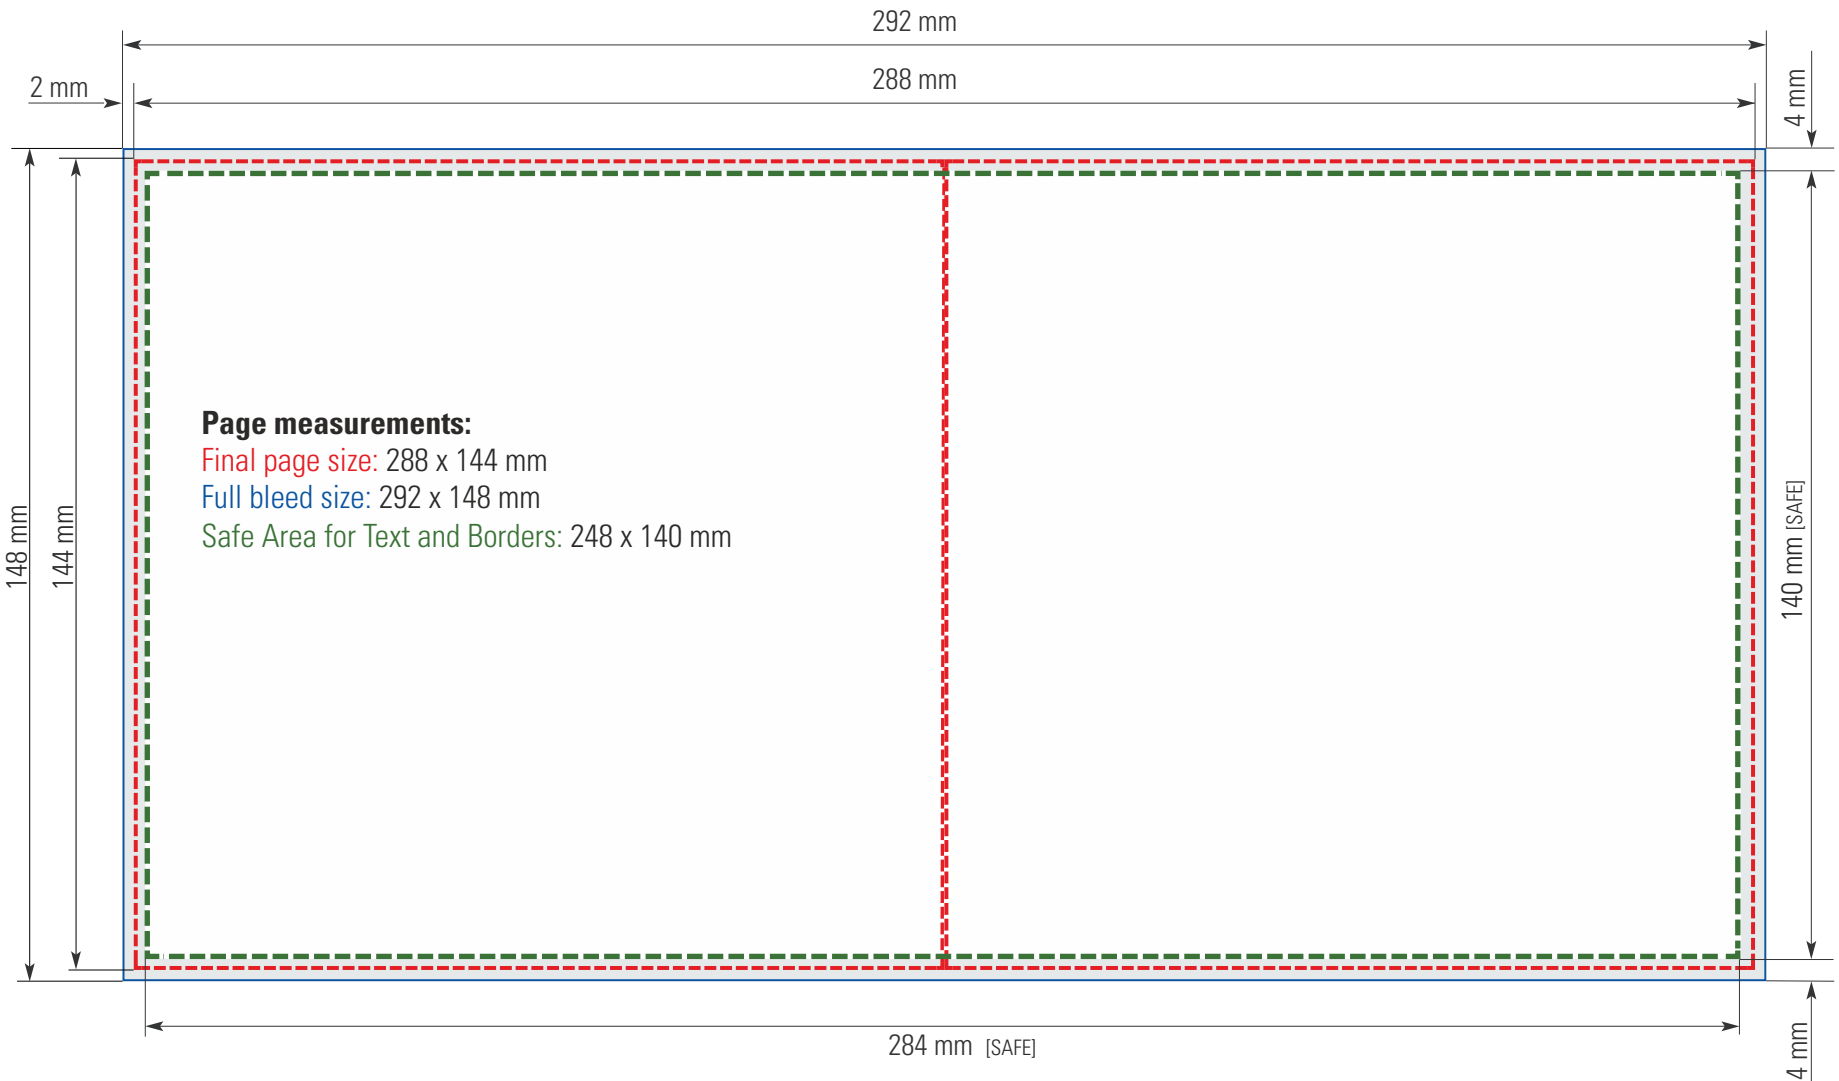 292 mm
288 mm
2 mm
4 mm
148 mm
144 mm
Page measurements:
Final page size: 288 x 144 mm
Full bleed size: 292 x 148 mm
Safe Area for Text and Borders: 248 x 140 mm
140 mm [SAFE]
284 mm [SAFE]
4 mm